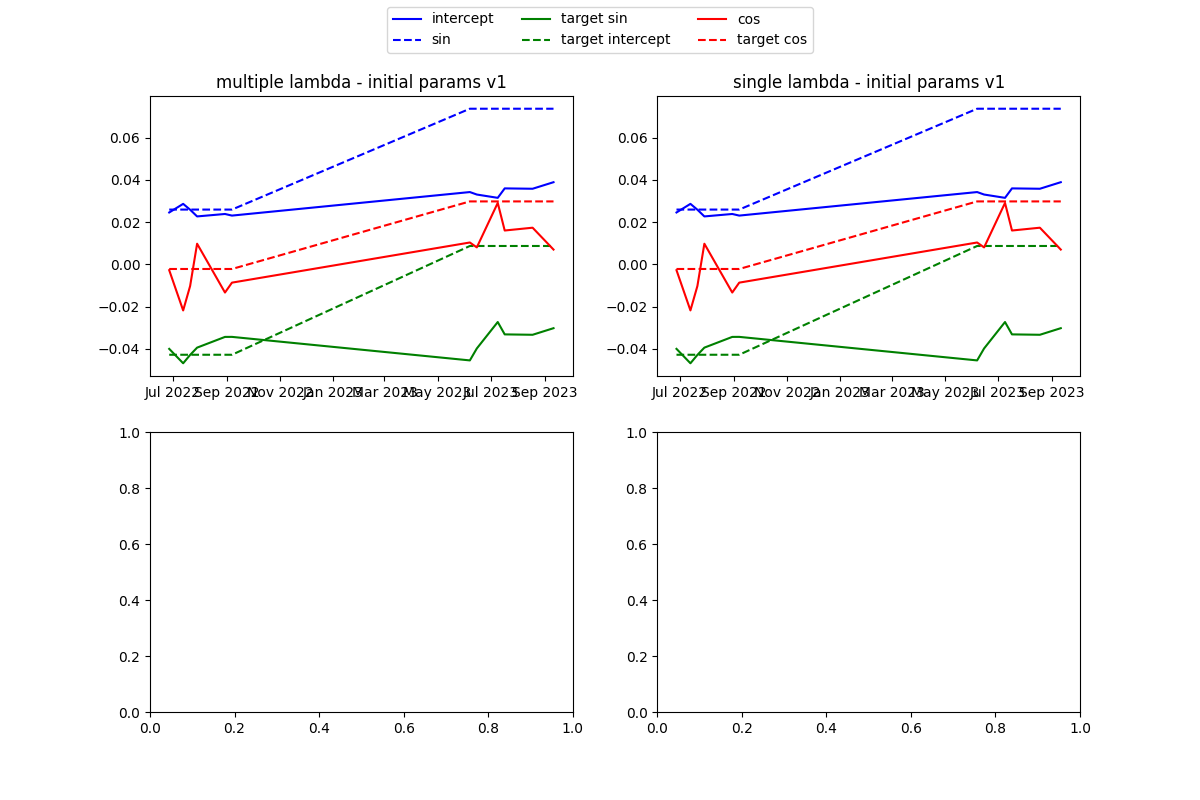 intercept target sin cos
sin target intercept target cos
multiple lambda - initial params v1 single lambda - initial params v1
0.06 0.06
0.04 0.04
0.02 0.02
0.00 0.00
−0.02 −0.02
−0.04 −0.04
Jul 2022 Sep 2022 Nov 2022 Jan 2023 Mar 2023 May 2023 Jul 2023 Sep 2023 Jul 2022 Sep 2022 Nov 2022 Jan 2023 Mar 2023 May 2023 Jul 2023 Sep 2023
1.0 1.0
0.8 0.8
0.6 0.6
0.4 0.4
0.2 0.2
0.0 0.0
0.0 0.2 0.4 0.6 0.8 1.0 0.0 0.2 0.4 0.6 0.8 1.0